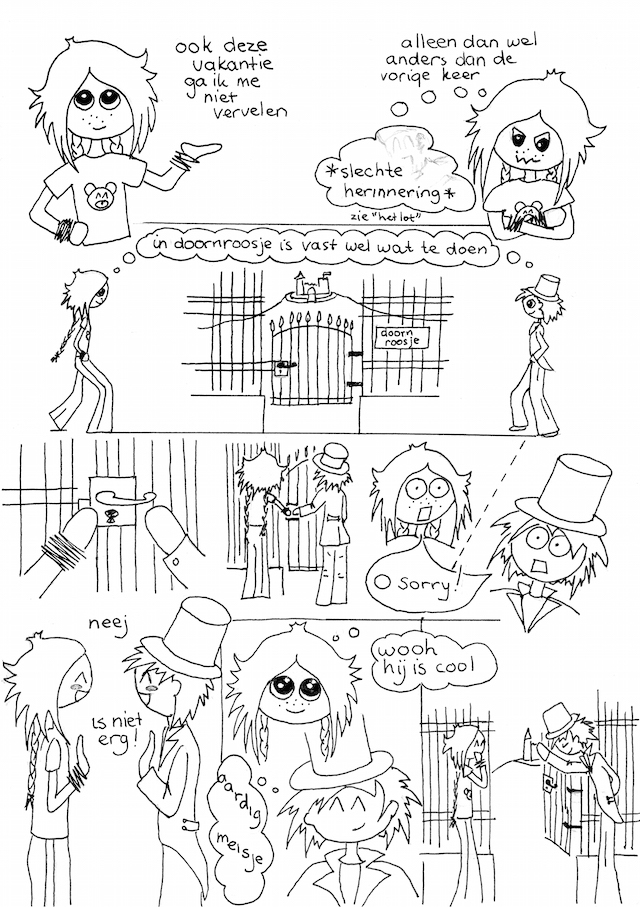 ook deze
vakantie
ga ik me
niet
vervelen
alleen dan wel
anders dan de
vorige keer
*slechte
herinnering*
zie "het lot"
in doornroosje is vast wel wat te doen
doorn
roosje
O sorry!
neej
is niet
erg!
wooh
hij is cool
aardig
meisje